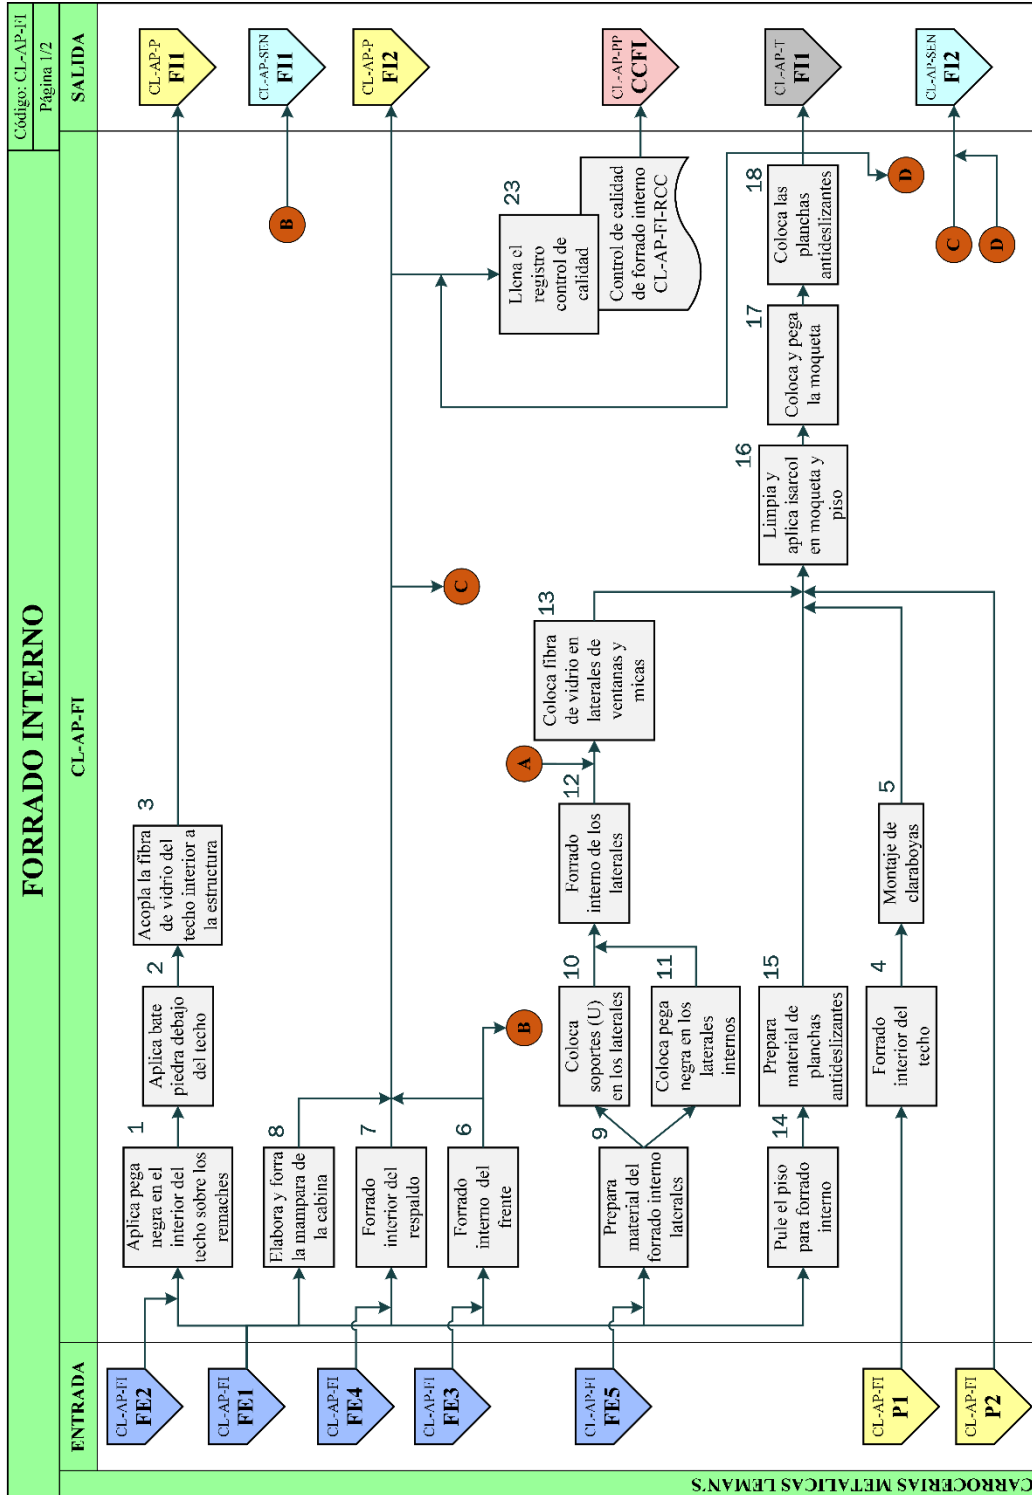 FORRADO INTERNO
Código: CL-AP-FI
Página 1/2
ENTRADA
CL-AP-FI
SALIDA
CARROCERIAS METALICAS LEMAN'S
CL-AP-FI
FE2
CL-AP-FI
FE1
CL-AP-FI
FE4
CL-AP-FI
FE3
CL-AP-FI
FE5
CL-AP-FI
P1
CL-AP-FI
P2
1
Aplica pega
negra en el
interior del
techo sobre los
remaches
2
Aplica bate
piedra debajo
del techo
3
Acopla la fibra
de vidrio del
techo interior a
la estructura
8
Elabora y forra
la mampara de
la cabina
7
Forrado
interior del
respaldo
6
Forrado
interno del
frente
B
C
9
Prepara
material del
forrado interno
laterales
10
Coloca
soportes (U)
en los laterales
11
Coloca pega
negra en los
laterales
internos
12
Forrado
interno de los
laterales
A
13
Coloca fibra
de vidrio en
laterales de
ventanas y
micas
14
Pule el piso
para forrado
interno
15
Prepara
material de
planchas
antideslizantes
4
Forrado
interior del
techo
5
Montaje de
claraboyas
16
Limpia y
aplica isarcol
en moqueta y
piso
17
Coloca y pega
la moqueta
18
Coloca las
planchas
antideslizantes
23
Llena el
registro
control de
calidad
Control de calidad
de forrado interno
CL-AP-FI-RCC
B
D
C
D
CL-AP-P
FI1
CL-AP-SEN
FI1
CL-AP-P
FI2
CL-AP-PP
CCFI
CL-AP-T
FI1
CL-AP-SEN
FI2